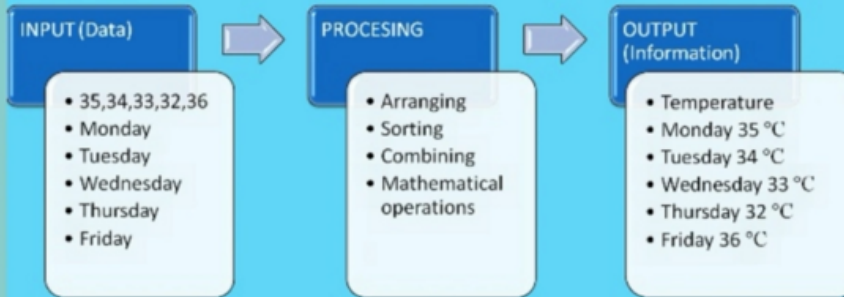 INPUT (Data)
• 35,34,33,32,36
• Monday
• Tuesday
• Wednesday
• Thursday
• Friday
PROCESING
• Arranging
• Sorting
• Combining
• Mathematical
operations
OUTPUT
(Information)
• Temperature
• Monday 35 °C
• Tuesday 34 °C
• Wednesday 33 °C
• Thursday 32 °C
• Friday 36 °C